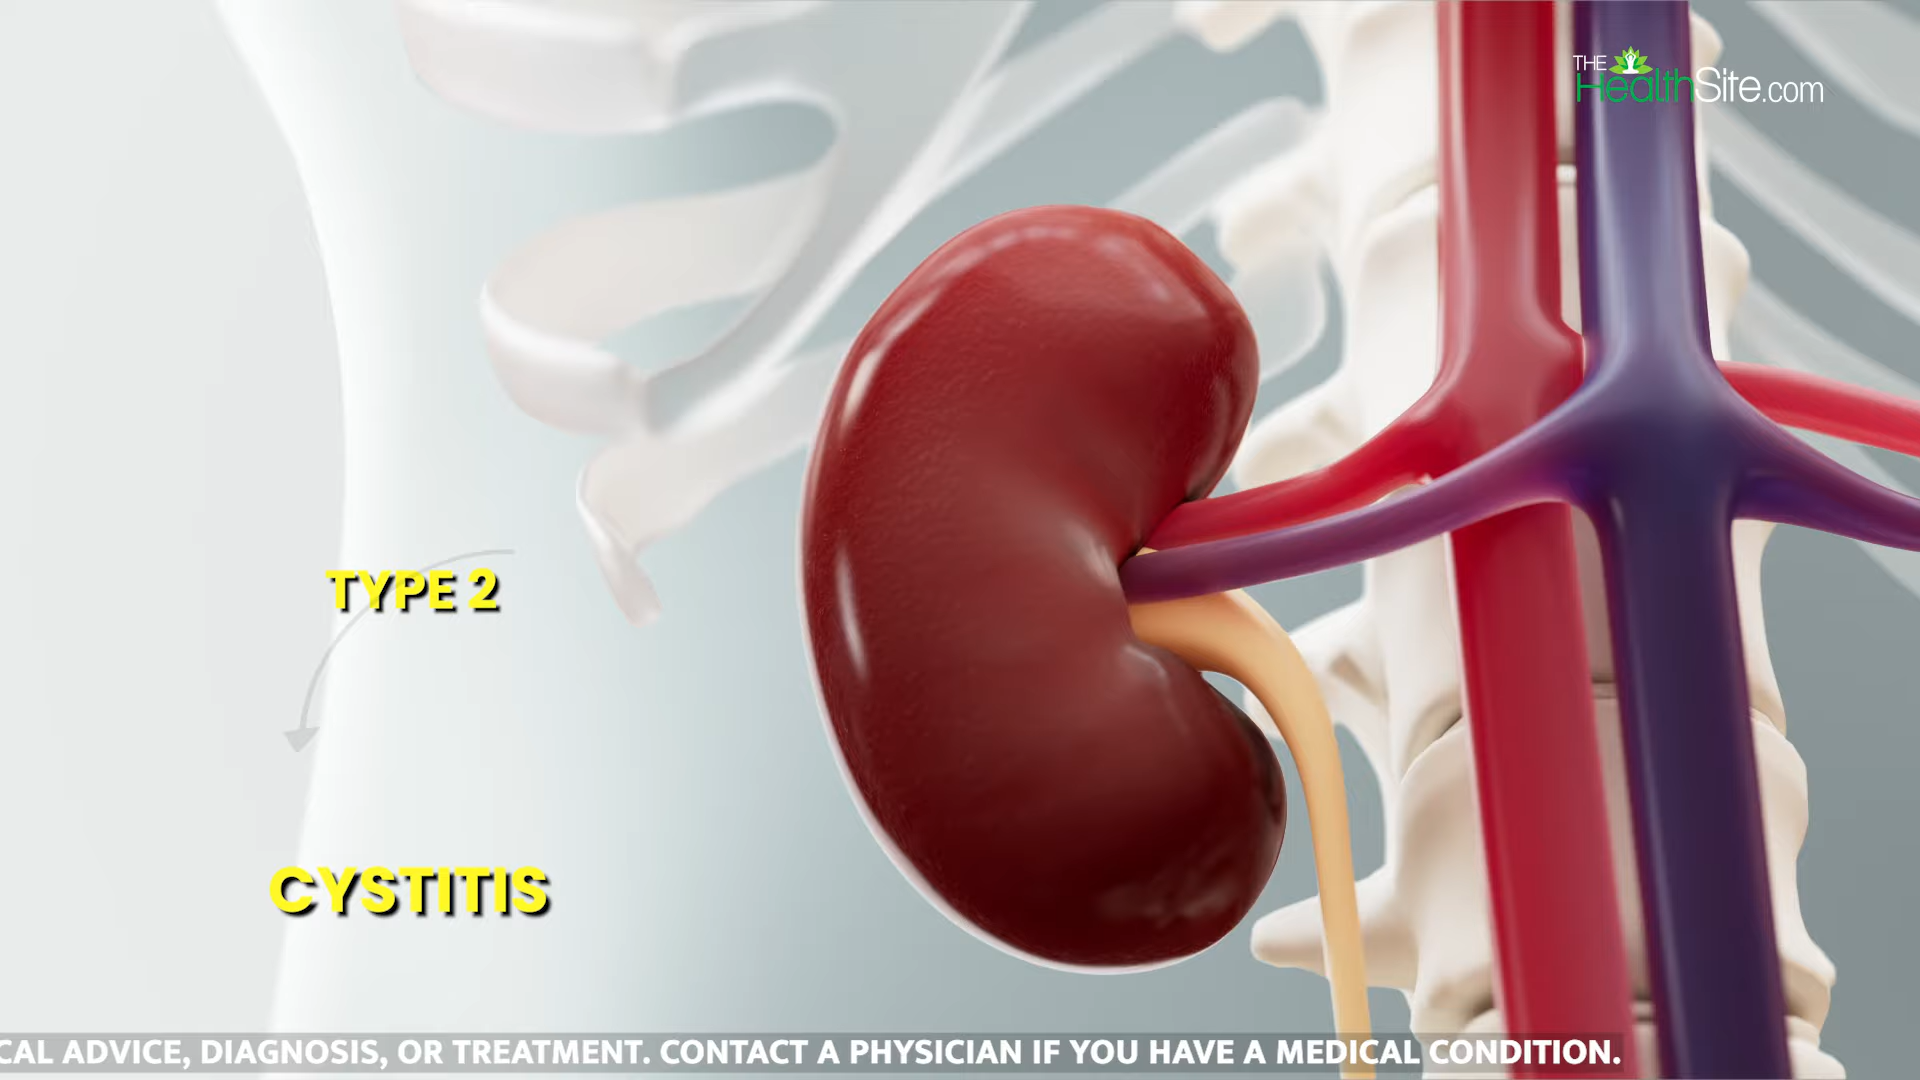 THE
HealthSite.com
TYPE 2
CYSTITIS
CAL ADVICE, DIAGNOSIS, OR TREATMENT. CONTACT A PHYSICIAN IF YOU HAVE A MEDICAL CONDITION.